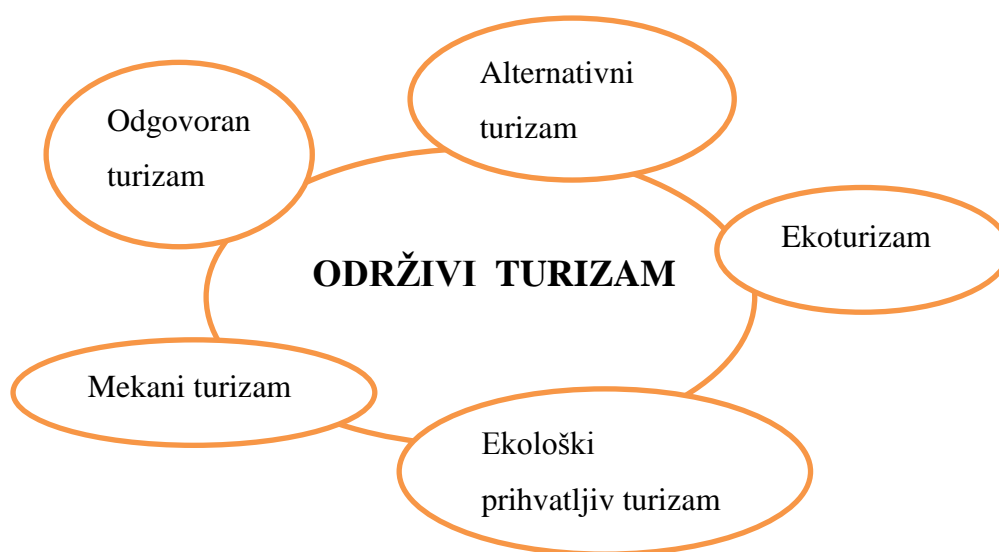 Alternativni
turizam
Odgovoran
turizam
Ekoturizam
ODRŽIVI TURIZAM
Mekani turizam
Ekološki
prihvatljiv turizam